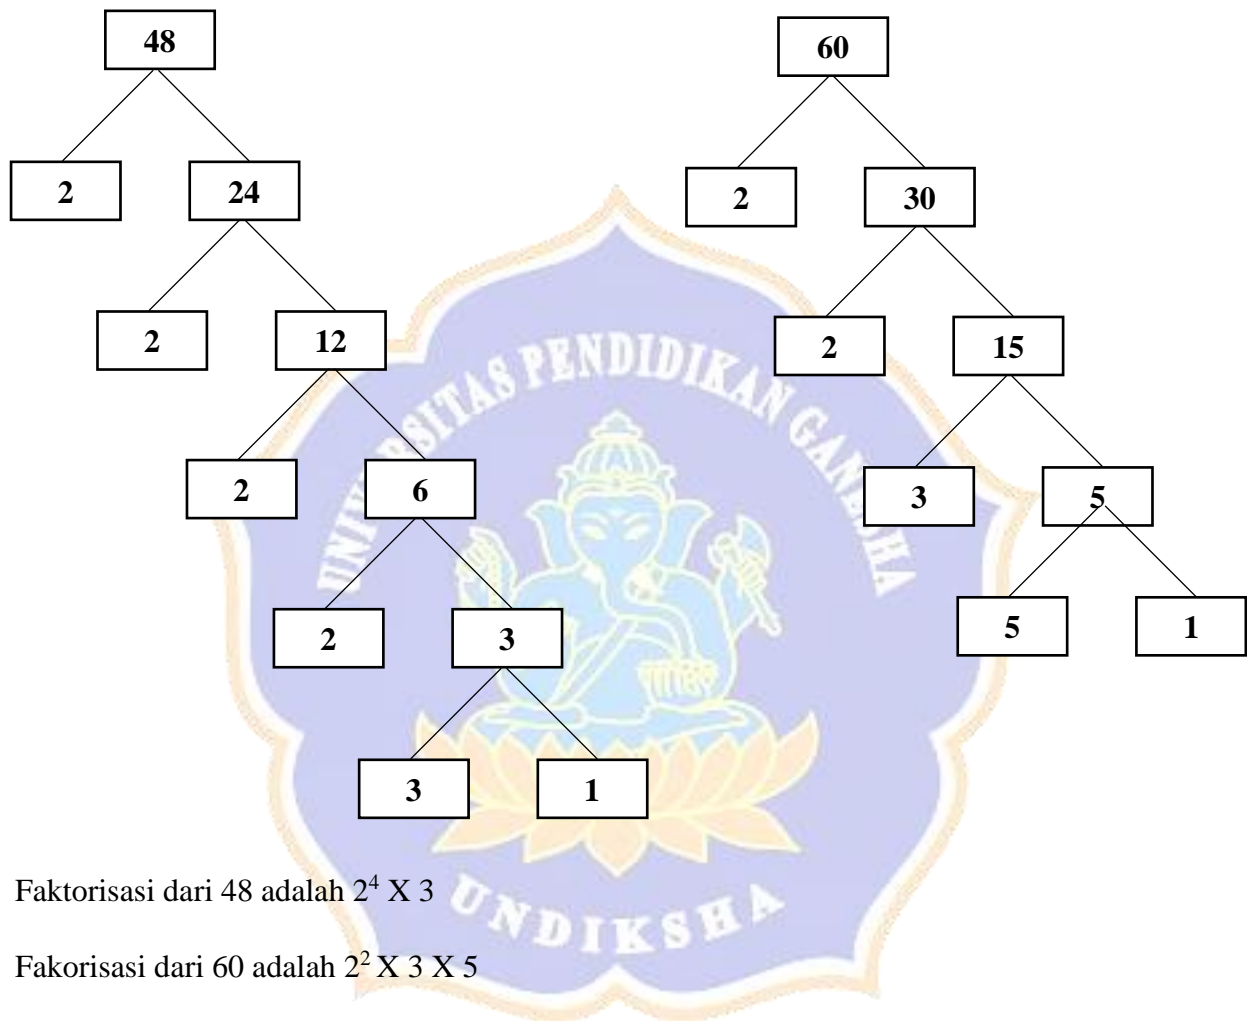 48
60
2 24
2 30
2 12
2 15
2 6
3 5
2 3
5 1
3 1
UNIVERSITAS PENDIDIKAN GANESHA
UNDIKSHA
Faktorisasi dari 48 adalah 2⁴ X 3
Fakorisasi dari 60 adalah 2² X 3 X 5